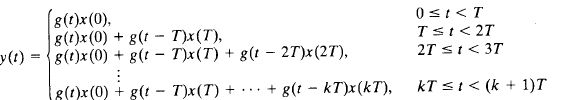 g(t)x(0), 0 ≤ t < T
g(t)x(0) + g(t − T)x(T), T ≤ t < 2T
y(t) = g(t)x(0) + g(t − T)x(T) + g(t − 2T)x(2T), 2T ≤ t < 3T
⋮
g(t)x(0) + g(t − T)x(T) + ··· + g(t − kT)x(kT), kT ≤ t < (k + 1)T